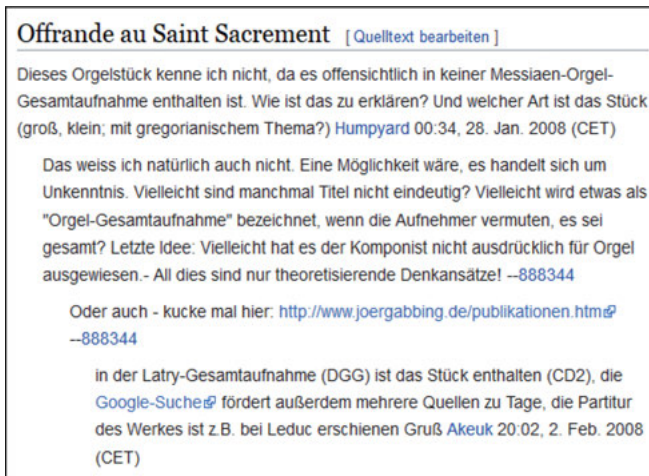 Offrande au Saint Sacrement [ Quelltext bearbeiten ]
Dieses Orgelstück kenne ich nicht, da es offensichtlich in keiner Messiaen-Orgel-
Gesamtaufnahme enthalten ist. Wie ist das zu erklären? Und welcher Art ist das Stück
(groß, klein; mit gregorianischem Thema?) Humpyard 00:34, 28. Jan. 2008 (CET)
Das weiss ich natürlich auch nicht. Eine Möglichkeit wäre, es handelt sich um
Unkenntnis. Vielleicht sind manchmal Titel nicht eindeutig? Vielleicht wird etwas als
"Orgel-Gesamtaufnahme" bezeichnet, wenn die Aufnehmer vermuten, es sei
gesamt? Letzte Idee: Vielleicht hat es der Komponist nicht ausdrücklich für Orgel
ausgewiesen.- All dies sind nur theoretisierende Denkansätze! --888344
Oder auch - kucke mal hier: http://www.joergabbing.de/publikationen.htm
--888344
in der Latry-Gesamtaufnahme (DGG) ist das Stück enthalten (CD2), die
Google-Suche fördert außerdem mehrere Quellen zu Tage, die Partitur
des Werkes ist z.B. bei Leduc erschienen Gruß Akeuk 20:02, 2. Feb. 2008
(CET)